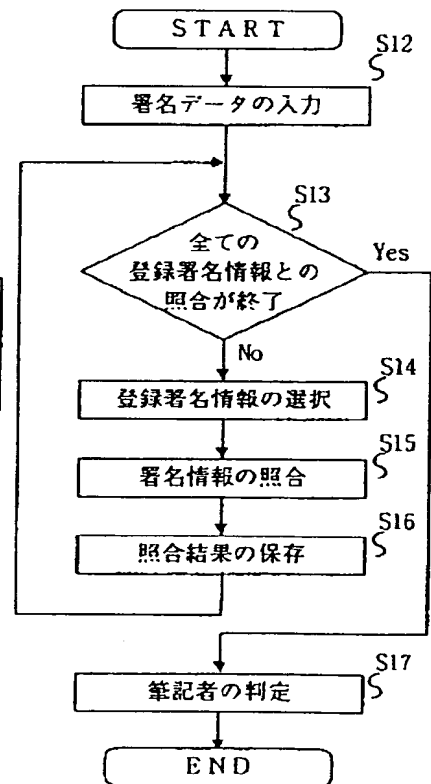 START
S12
署名データの入力
S13
全ての
登録署名情報との
照合が終了
Yes
No
S14
登録署名情報の選択
S15
署名情報の照合
S16
照合結果の保存
S17
筆記者の判定
END